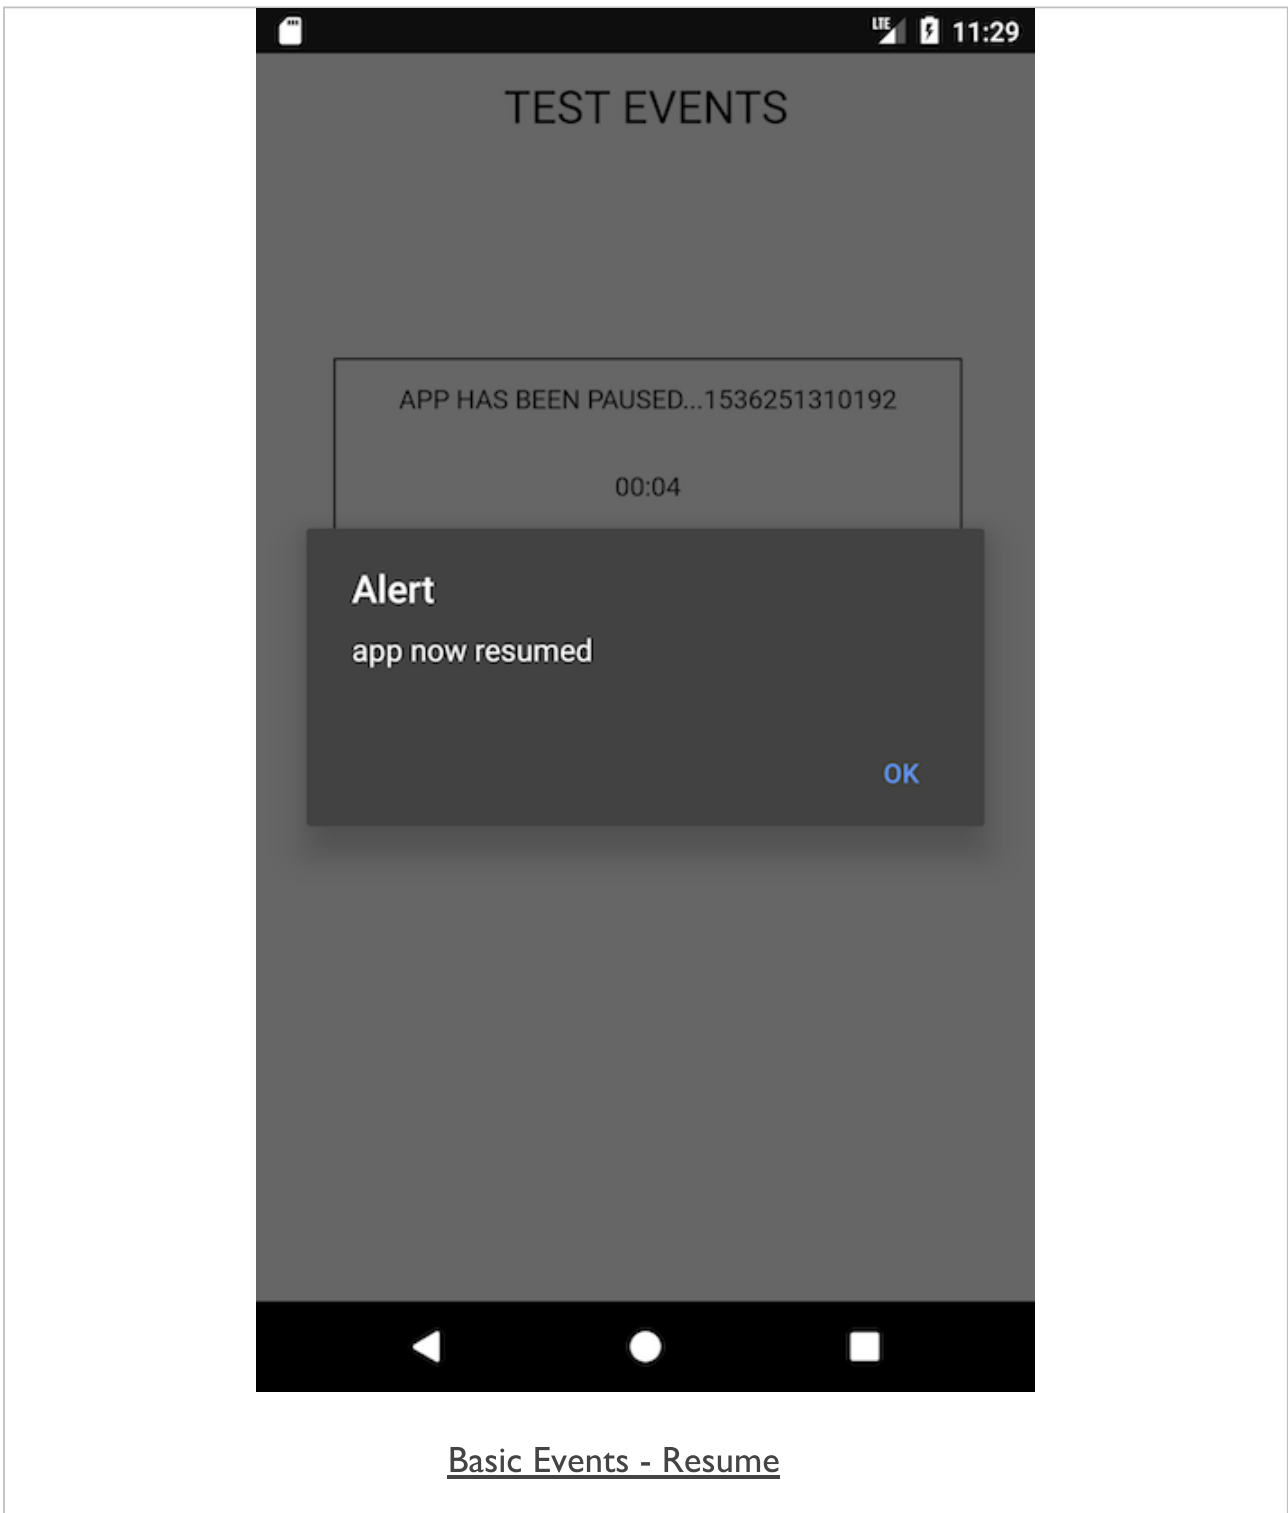 LTE 11:29
TEST EVENTS
APP HAS BEEN PAUSED...1536251310192
00:04
Alert
app now resumed
OK
Basic Events - Resume